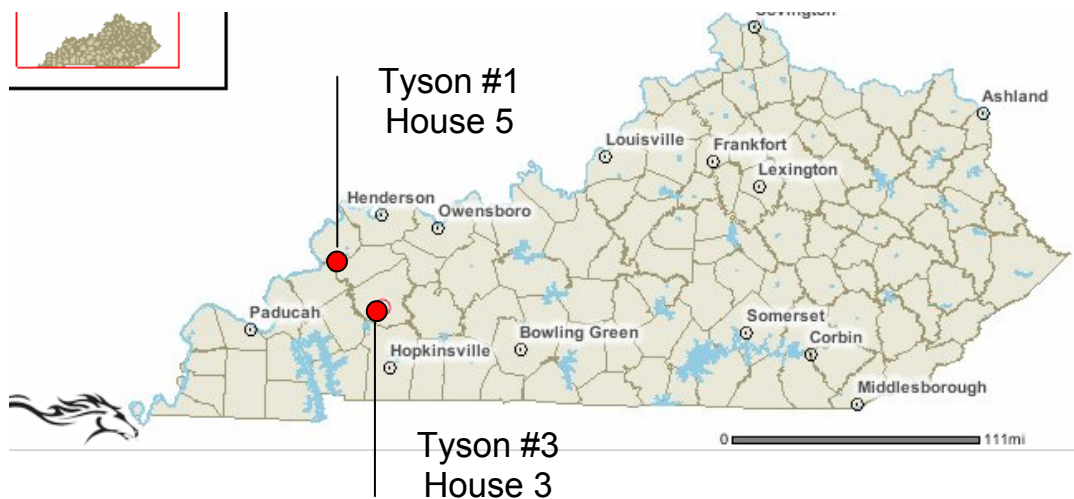 Tyson #1
House 5
Ashland
Louisville
Frankfort
Lexington
Henderson
Owensboro
Paducah
Hopkinsville
Bowling Green
Somerset
Corbin
Middlesborough
Tyson #3
House 3
0 111mi